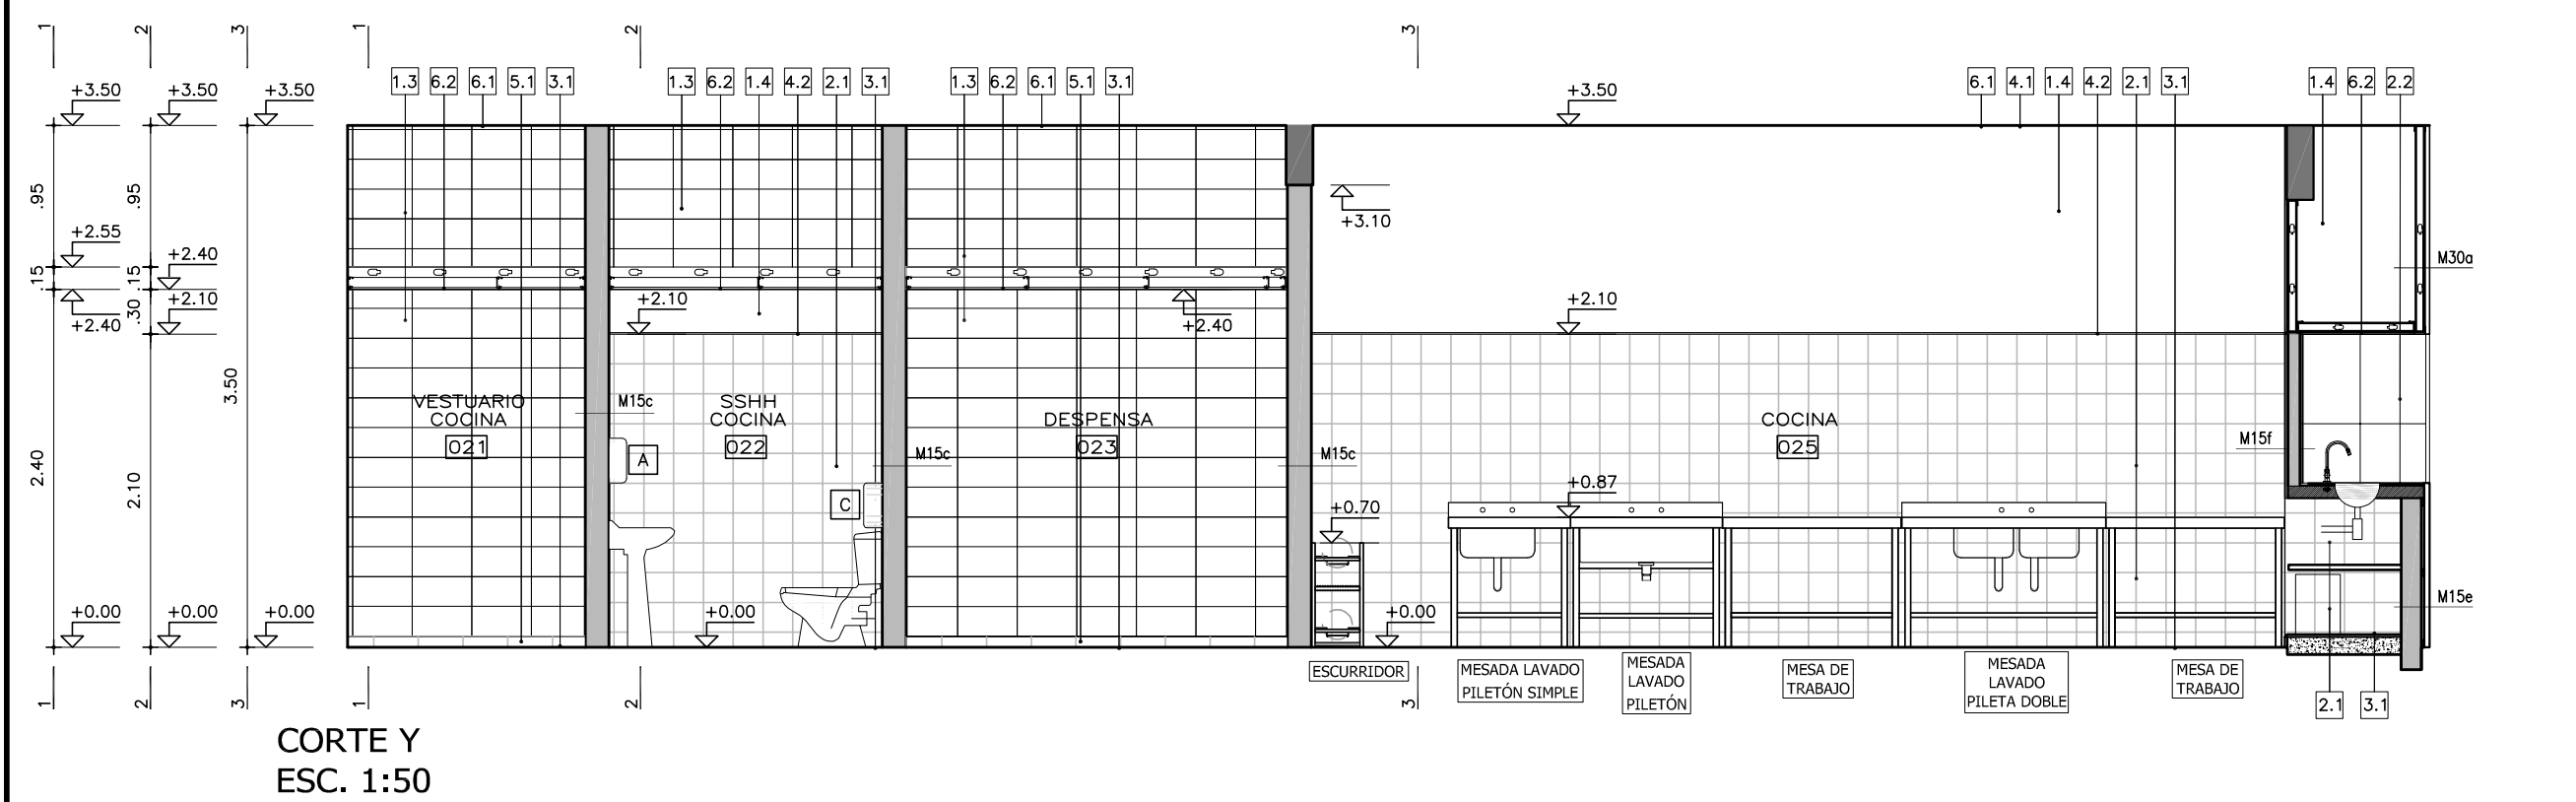 1 2 3 1 2 3
1.3 6.2 6.1 5.1 3.1 1.3 6.2 1.4 4.2 2.1 3.1 1.3 6.2 6.1 5.1 3.1 6.1 4.1 1.4 4.2 2.1 3.1 1.4 6.2 2.2
+3.50 +3.50 +3.50 +3.50
.95 .95
+3.10
+2.55
+2.40
.15 .15
M30a
+2.10 +2.10 +2.10
.30
+2.40 +2.40
3.50
VESTUARIO
COCINA
021
M15c
SSHH
COCINA
022
A
C
M15c
DESPENSA
023
M15c
COCINA
025
M15f
2.40
2.10
+0.70
+0.87
+0.00 +0.00 +0.00 +0.00 +0.00
M15e
ESCURRIDOR
MESADA LAVADO
PILETÓN SIMPLE
MESADA
LAVADO
PILETÓN
MESA DE
TRABAJO
MESADA
LAVADO
PILETA DOBLE
MESA DE
TRABAJO
2.1 3.1
1 2 3 1 2 3
CORTE Y
ESC. 1:50